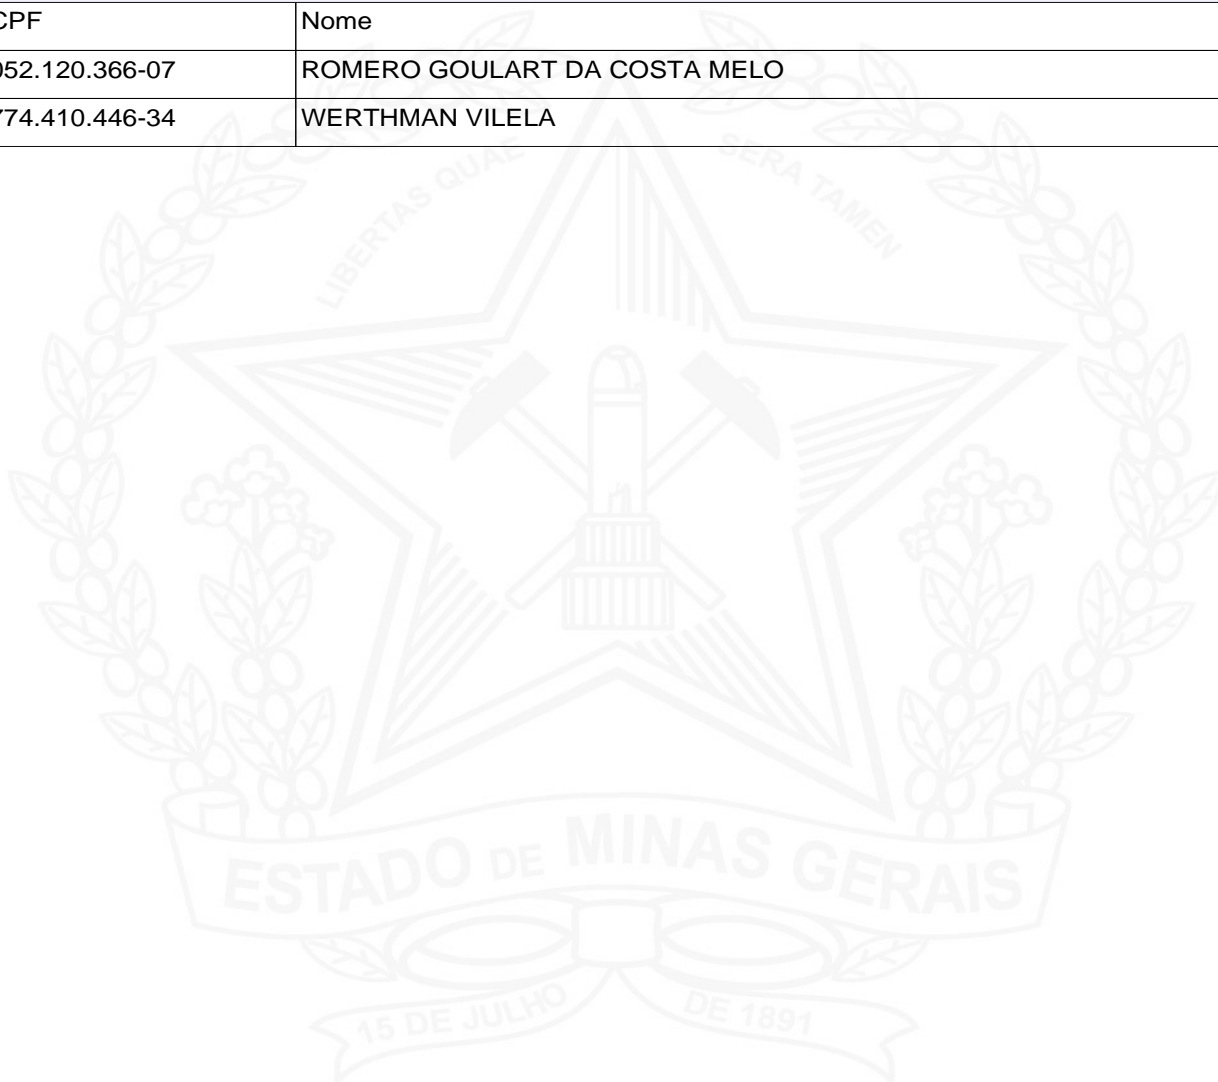 CPF Nome
052.120.366-07 ROMERO GOULART DA COSTA MELO
774.410.446-34 WERTHMAN VILELA
LIBERTAS QUAE SERA TAMEN
ESTADO DE MINAS GERAIS
15 DE JULHO DE 1891